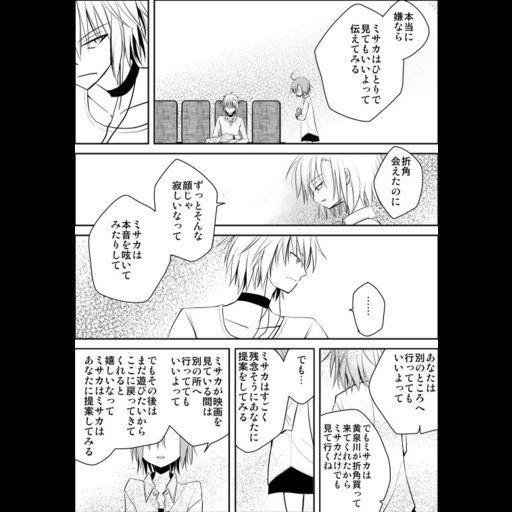 本当に
嫌なら
ミサカはひとりで
見てもいいよって
伝えてみる
折角
会えたのに
ずっとそんな
顔じゃ
寂しいなって
ミサカは
本音を呟いて
みたりして
……
あなたは
別のところへ
行ってても
いいよって
でもミサカは
黄泉川が折角買って
来てくれたから
ミサカだけでも
見て行くね
でも…
ミサカはすごく
残念そうにあなたに
提案をしてみる
ミサカが映画を
見ている間は
別の所へ
行ってても
いいよって
でもその後は
まだ遊びたいから
ここに戻ってきて
くれると
嬉しいなって
ミサカはミサカは
あなたに提案してみる